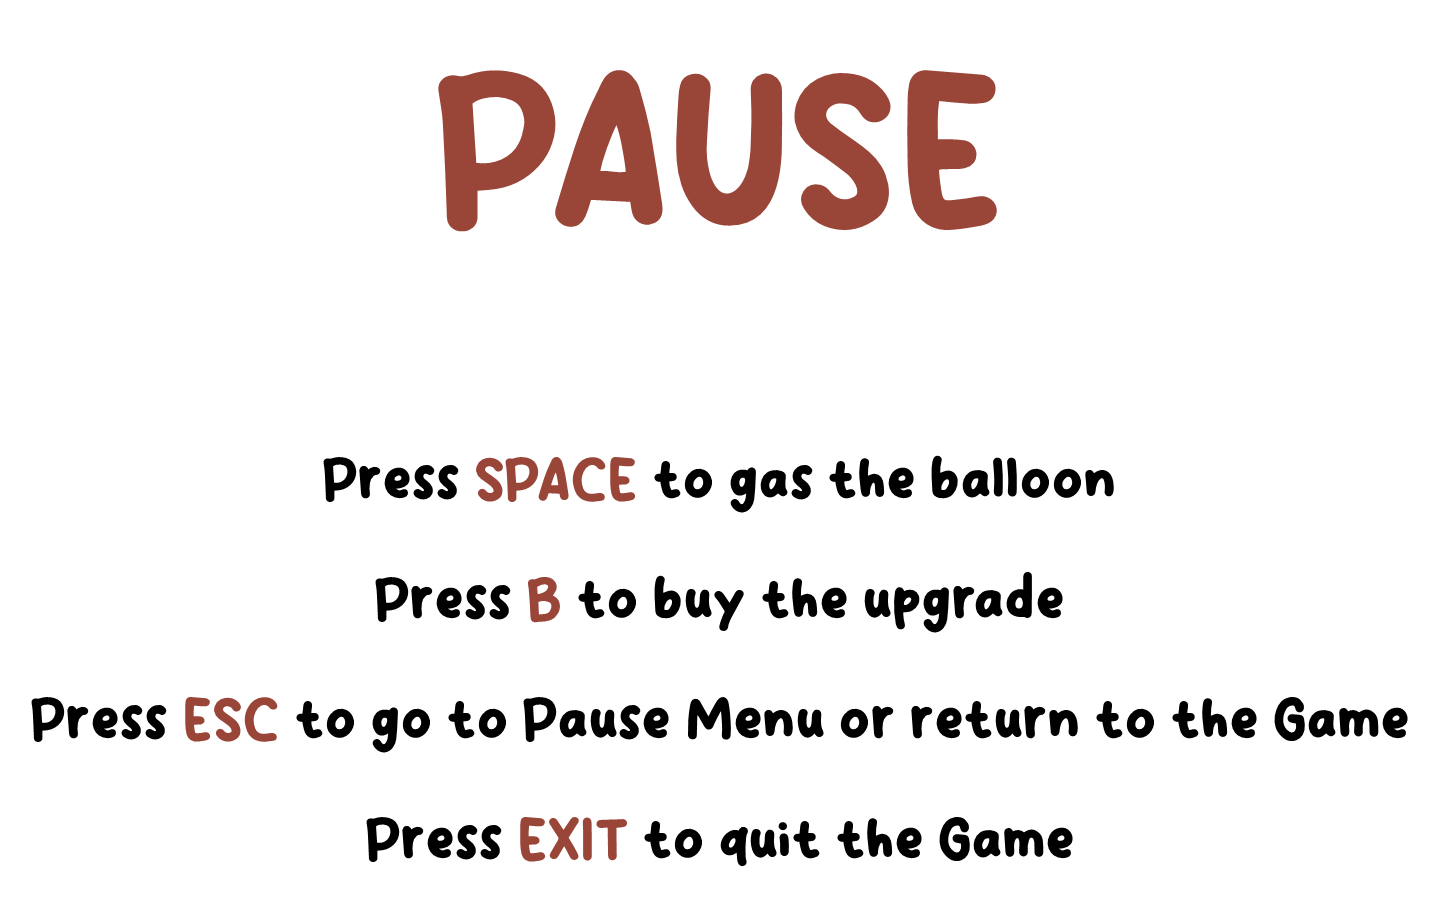 PAUSE
Press SPACE to gas the balloon
Press B to buy the upgrade
Press ESC to go to Pause Menu or return to the Game
Press EXIT to quit the Game